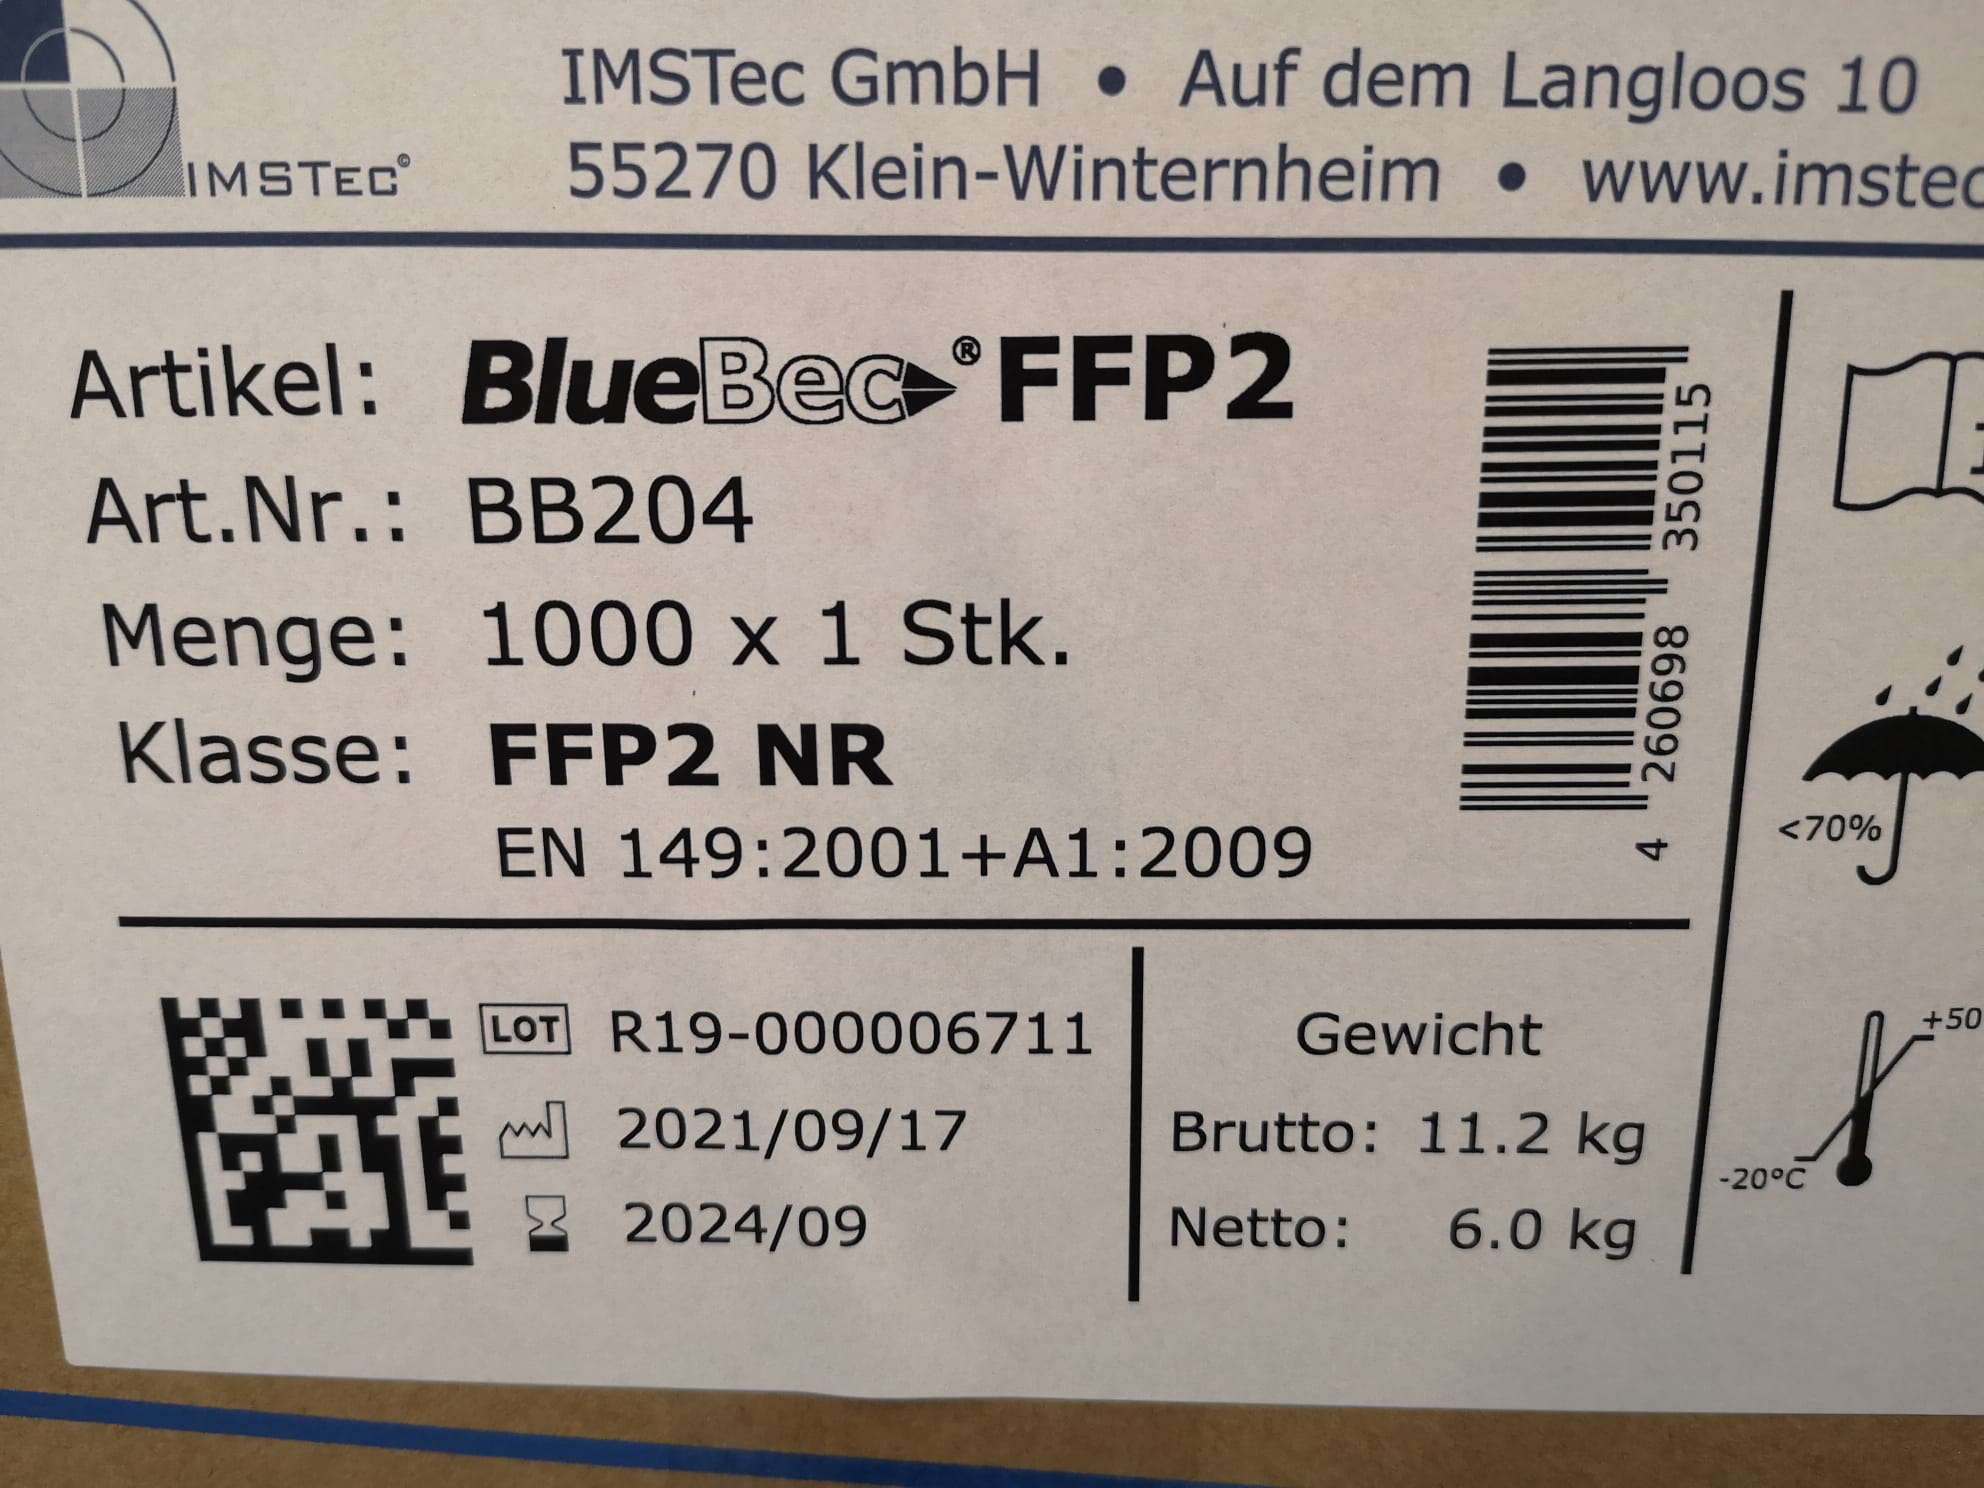 IMSTEC©
IMSTec GmbH • Auf dem Langloos 10
55270 Klein-Winternheim • www.imstec
Artikel: BlueBec® FFP2
Art.Nr.: BB204
Menge: 1000 x 1 Stk.
Klasse: FFP2 NR
EN 149:2001+A1:2009
4 260698 350115
<70%
+50
-20°C
LOT R19-000006711
2021/09/17
2024/09
Gewicht
Brutto: 11.2 kg
Netto: 6.0 kg